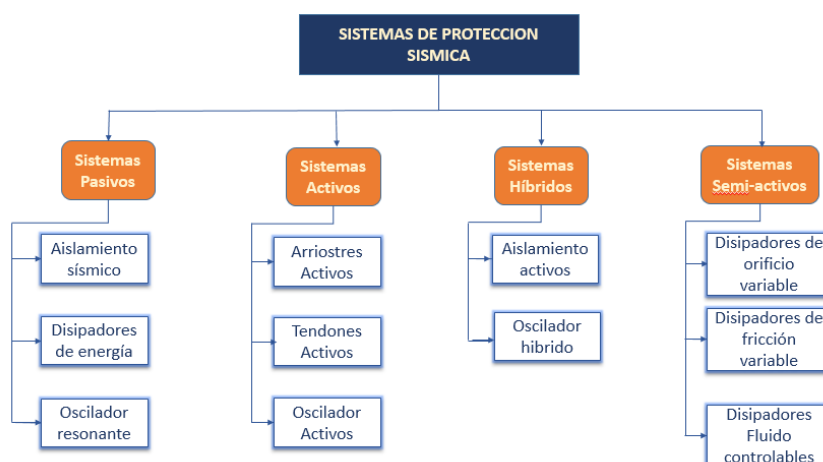 SISTEMAS DE PROTECCION
SISMICA
Sistemas
Pasivos
Aislamiento
sísmico
Disipadores
de energía
Oscilador
resonante
Sistemas
Activos
Arriostres
Activos
Tendones
Activos
Oscilador
Activos
Sistemas
Híbridos
Aislamiento
activos
Oscilador
hibrido
Sistemas
Semi-activos
Disipadores de
orificio
variable
Disipadores de
fricción
variable
Disipadores
Fluido
controlables